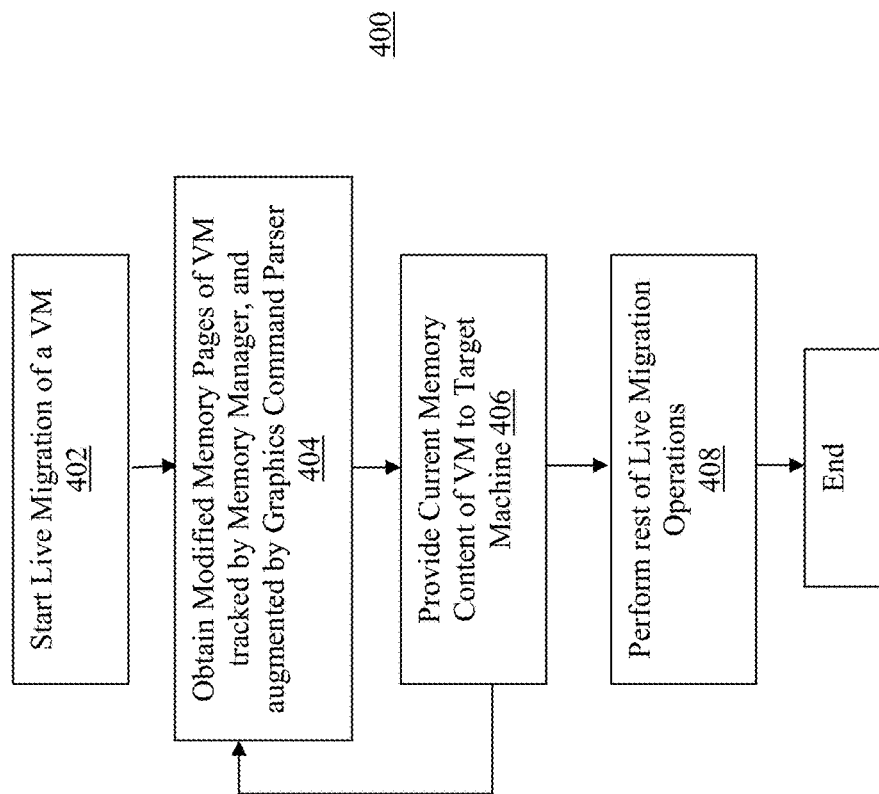 400
Start Live Migration of a VM
402
Obtain Modified Memory Pages of VM
tracked by Memory Manager, and
augmented by Graphics Command Parser
404
Provide Current Memory
Content of VM to Target
Machine 406
Perform rest of Live Migration
Operations
408
End